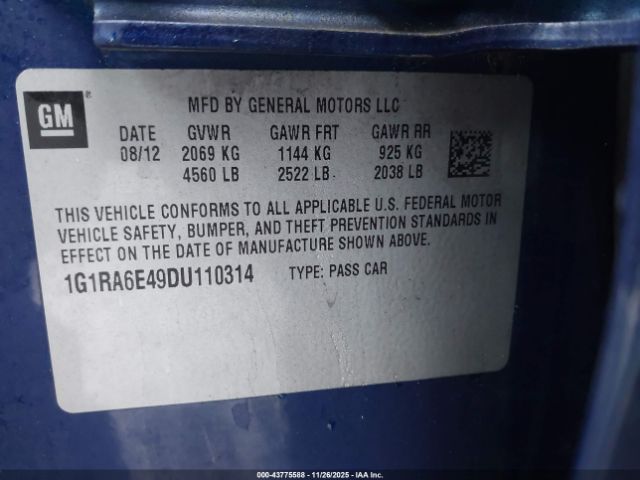 GM ®
MFD BY GENERAL MOTORS LLC
DATE GVWR GAWR FRT GAWR RR
08/12 2069 KG 1144 KG 925 KG
4560 LB 2522 LB 2038 LB
THIS VEHICLE CONFORMS TO ALL APPLICABLE U.S. FEDERAL MOTOR
VEHICLE SAFETY, BUMPER, AND THEFT PREVENTION STANDARDS IN
EFFECT ON THE DATE OF MANUFACTURE SHOWN ABOVE.
1G1RA6E49DU110314 TYPE: PASS CAR
000-43775588 - 11/26/2025 - IAAI.CA